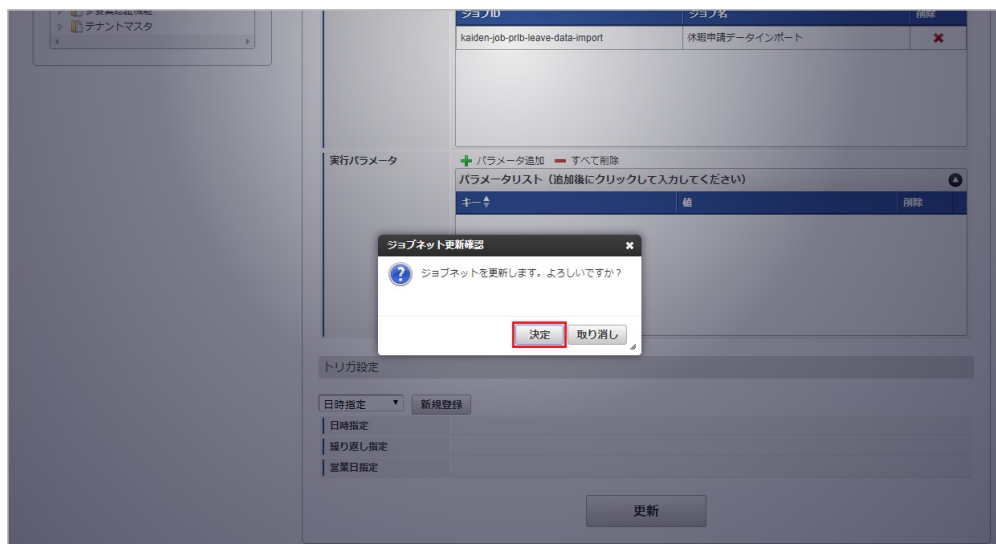 ジョブID ジョブ名 削除
多要素認証機能
テナントマスタ
kaiden-job-prlb-leave-data-import 休暇申請データインポート
実行パラメータ パラメータ追加 すべて削除
パラメータリスト（追加後にクリックして入力してください）
キー 値 削除
ジョブネット更新確認
ジョブネットを更新します。よろしいですか？
決定 取り消し
トリガ設定
日時指定 新規登録
日時指定
繰り返し指定
営業日指定
更新